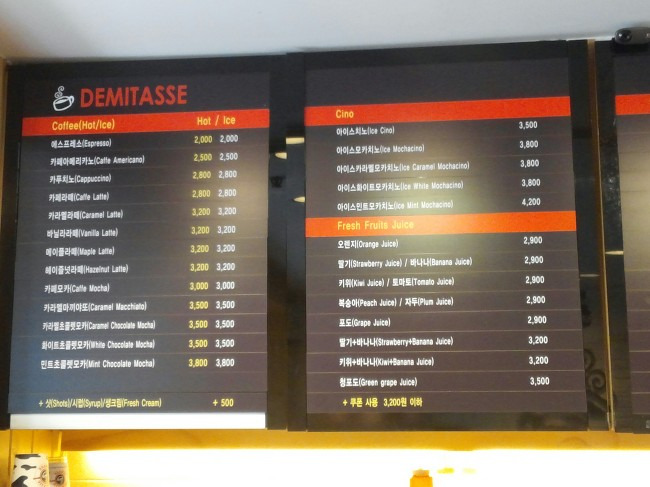 DEMITASSE
Coffee(Hot/Ice) Hot / Ice
에스프레소(Espresso) 2,000 2,000
카페아메리카노(Caffe Americano) 2,500 2,500
카푸치노(Cappuccino) 2,800 2,800
카페라떼(Caffe Latte) 2,800 2,800
카라멜라떼(Caramel Latte) 3,200 3,200
바닐라라떼(Vanilla Latte) 3,200 3,200
메이플라떼(Maple Latte) 3,200 3,200
헤이즐넛라떼(Hazelnut Latte) 3,200 3,200
카페모카(Caffe Mocha) 3,000 3,000
카라멜마끼야또(Caramel Macchiato) 3,500 3,500
카라멜초콜렛모카(Caramel Chocolate Mocha) 3,500 3,500
화이트초콜렛모카(White Chocolate Mocha) 3,500 3,500
민트초콜렛모카(Mint Chocolate Mocha) 3,800 3,800
+ 샷(Shots)/시럽(Syrup)/생크림(Fresh Cream) + 500
Cino
아이스치노(Ice Cino) 3,500
아이스모카치노(Ice Mochacino) 3,800
아이스카라멜모카치노(Ice Caramel Mochacino) 3,800
아이스화이트모카치노(Ice White Mochacino) 3,800
아이스민트모카치노(Ice Mint Mochacino) 4,200
Fresh Fruits Juice
오렌지(Orange Juice) 2,900
딸기(Strawberry Juice) / 바나나(Banana Juice) 2,900
키위(Kiwi Juice) / 토마토(Tomato Juice) 2,900
복숭아(Peach Juice) / 자두(Plum Juice) 2,900
포도(Grape Juice) 2,900
딸기+바나나(Strawberry+Banana Juice) 3,200
키위+바나나(Kiwi+Banana Juice) 3,200
청포도(Green grape Juice) 3,500
+ 쿠폰 사용 3,200원 이하